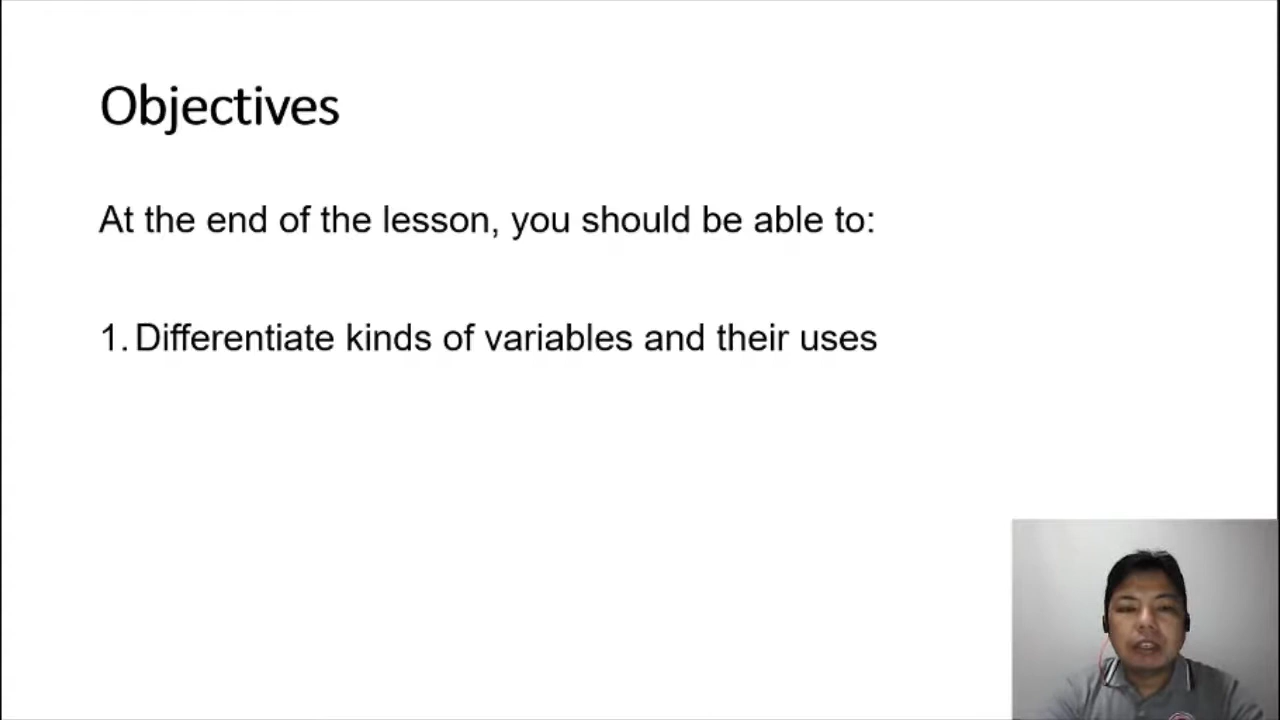 Objectives
At the end of the lesson, you should be able to:
1. Differentiate kinds of variables and their uses